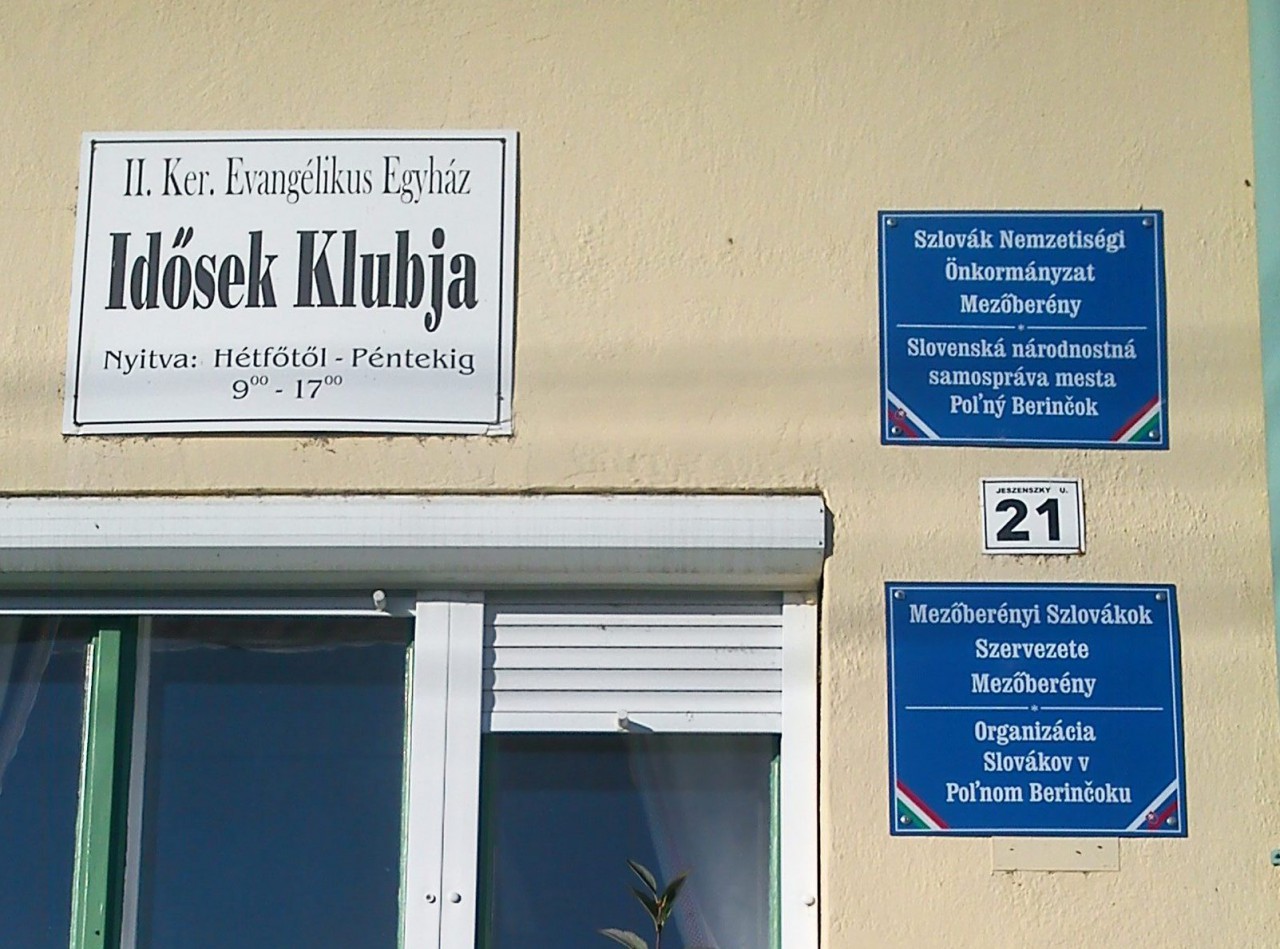 II. Ker. Evangélikus Egyház
Idősek Klubja
Nyitva: Hétfőtől - Péntekig
9⁰⁰ - 17⁰⁰
Szlovák Nemzetiségi
Önkormányzat
Mezőberény
Slovenská národnostná
samospráva mesta
Poľný Berinčok
JESZENSZKY U.
21
Mezőberényi Szlovákok
Szervezete
Mezőberény
Organizácia
Slovákov v
Poľnom Berinčoku